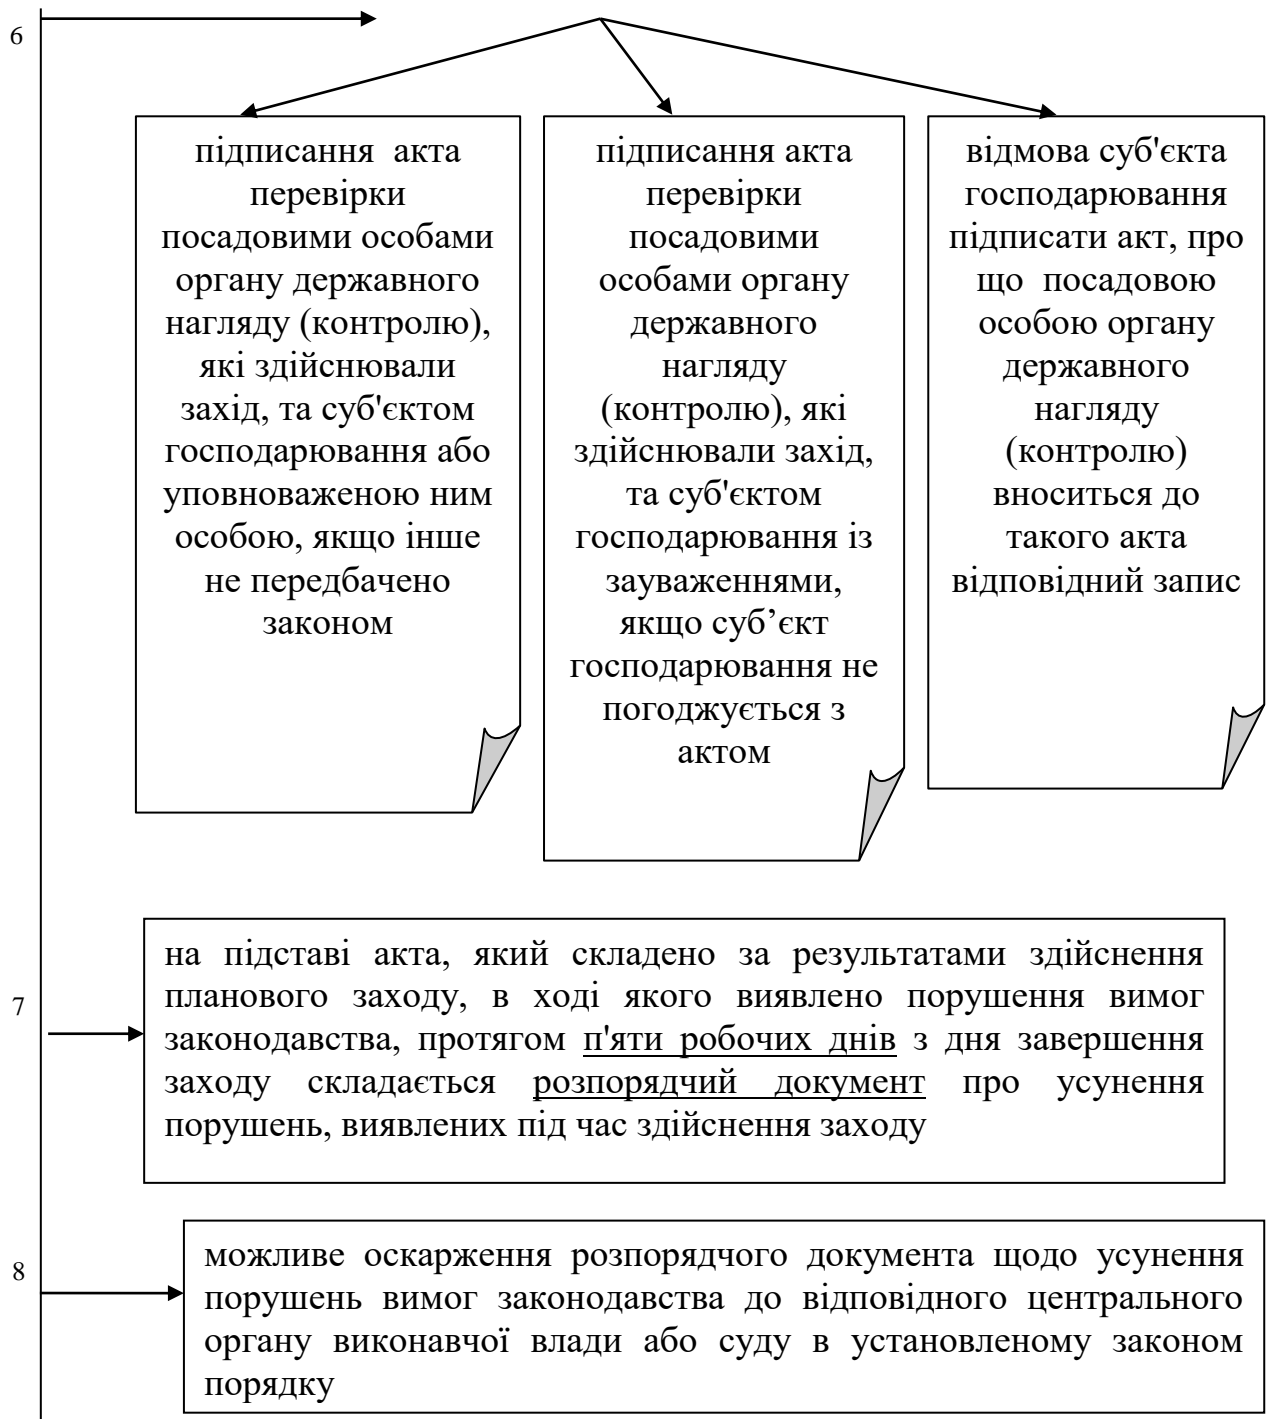 6
підписання акта
перевірки
посадовими особами
органу державного
нагляду (контролю),
які здійснювали
захід, та суб'єктом
господарювання або
уповноваженою ним
особою, якщо інше
не передбачено
законом
підписання акта
перевірки
посадовими
особами органу
державного
нагляду
(контролю), які
здійснювали захід,
та суб'єктом
господарювання із
зауваженнями,
якщо суб’єкт
господарювання не
погоджується з
актом
відмова суб'єкта
господарювання
підписати акт, про
що посадовою
особою органу
державного
нагляду
(контролю)
вноситься до
такого акта
відповідний запис
7
на підставі акта, який складено за результатами здійснення
планового заходу, в ході якого виявлено порушення вимог
законодавства, протягом п'яти робочих днів з дня завершення
заходу складається розпорядчий документ про усунення
порушень, виявлених під час здійснення заходу
8
можливе оскарження розпорядчого документа щодо усунення
порушень вимог законодавства до відповідного центрального
органу виконавчої влади або суду в установленому законом
порядку